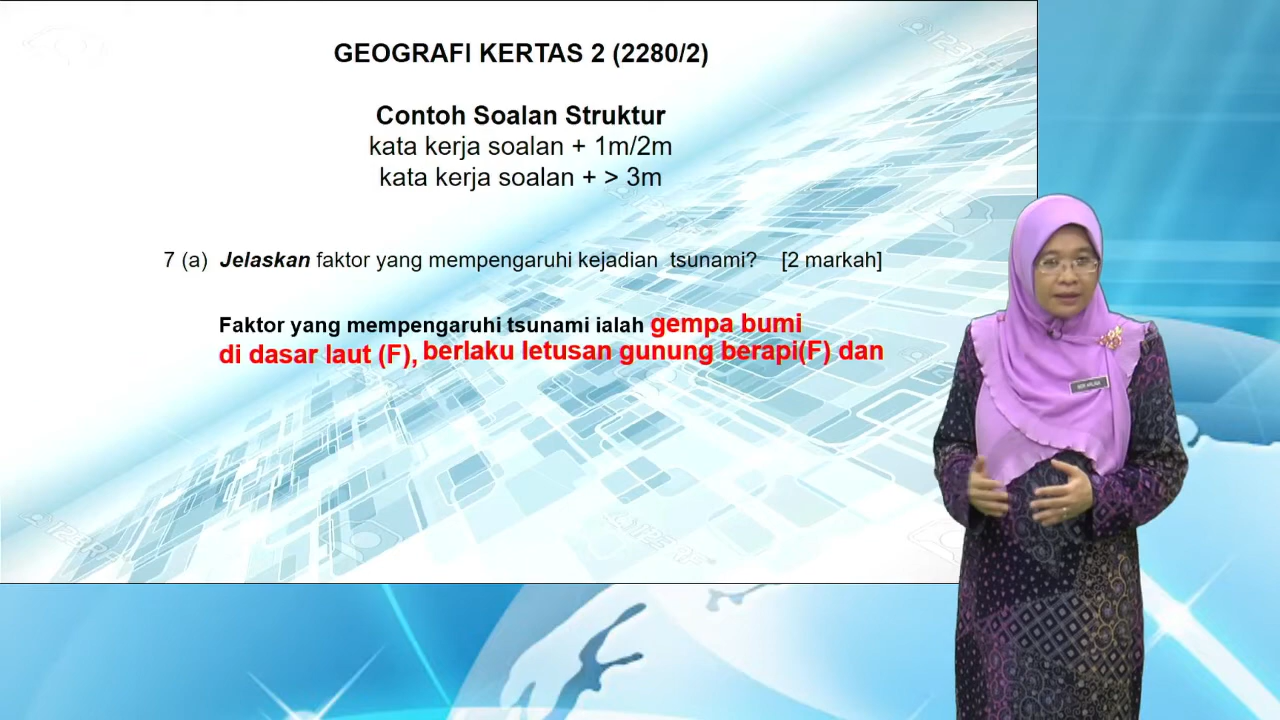 GEOGRAFI KERTAS 2 (2280/2)
Contoh Soalan Struktur
kata kerja soalan + 1m/2m
kata kerja soalan + > 3m
7 (a) Jelaskan faktor yang mempengaruhi kejadian tsunami? [2 markah]
Faktor yang mempengaruhi tsunami ialah gempa bumi
di dasar laut (F), berlaku letusan gunung berapi(F) dan